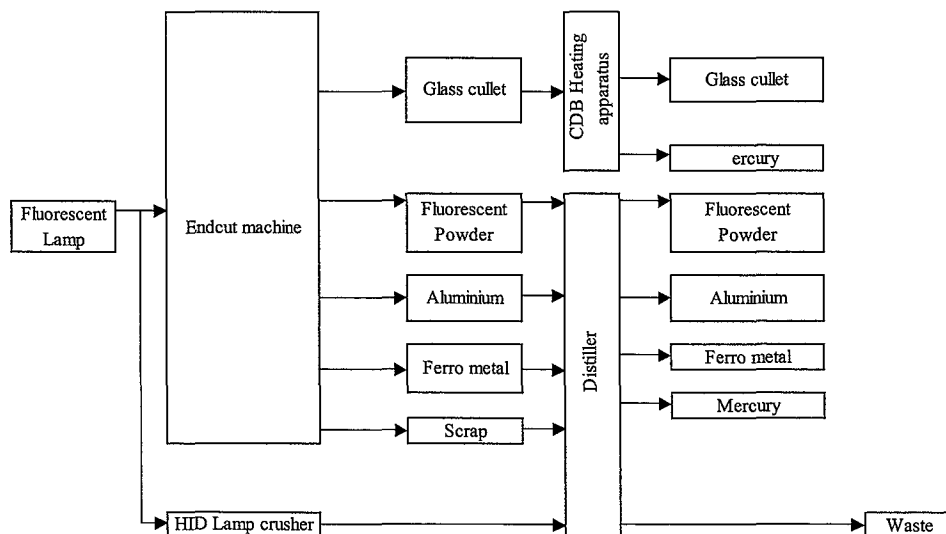 Fluorescent
Lamp
Endcut machine
HID Lamp crusher
Glass cullet
Fluorescent
Powder
Aluminium
Ferro metal
Scrap
CDB Heating
apparatus
Distiller
Glass cullet
ercury
Fluorescent
Powder
Aluminium
Ferro metal
Mercury
Waste